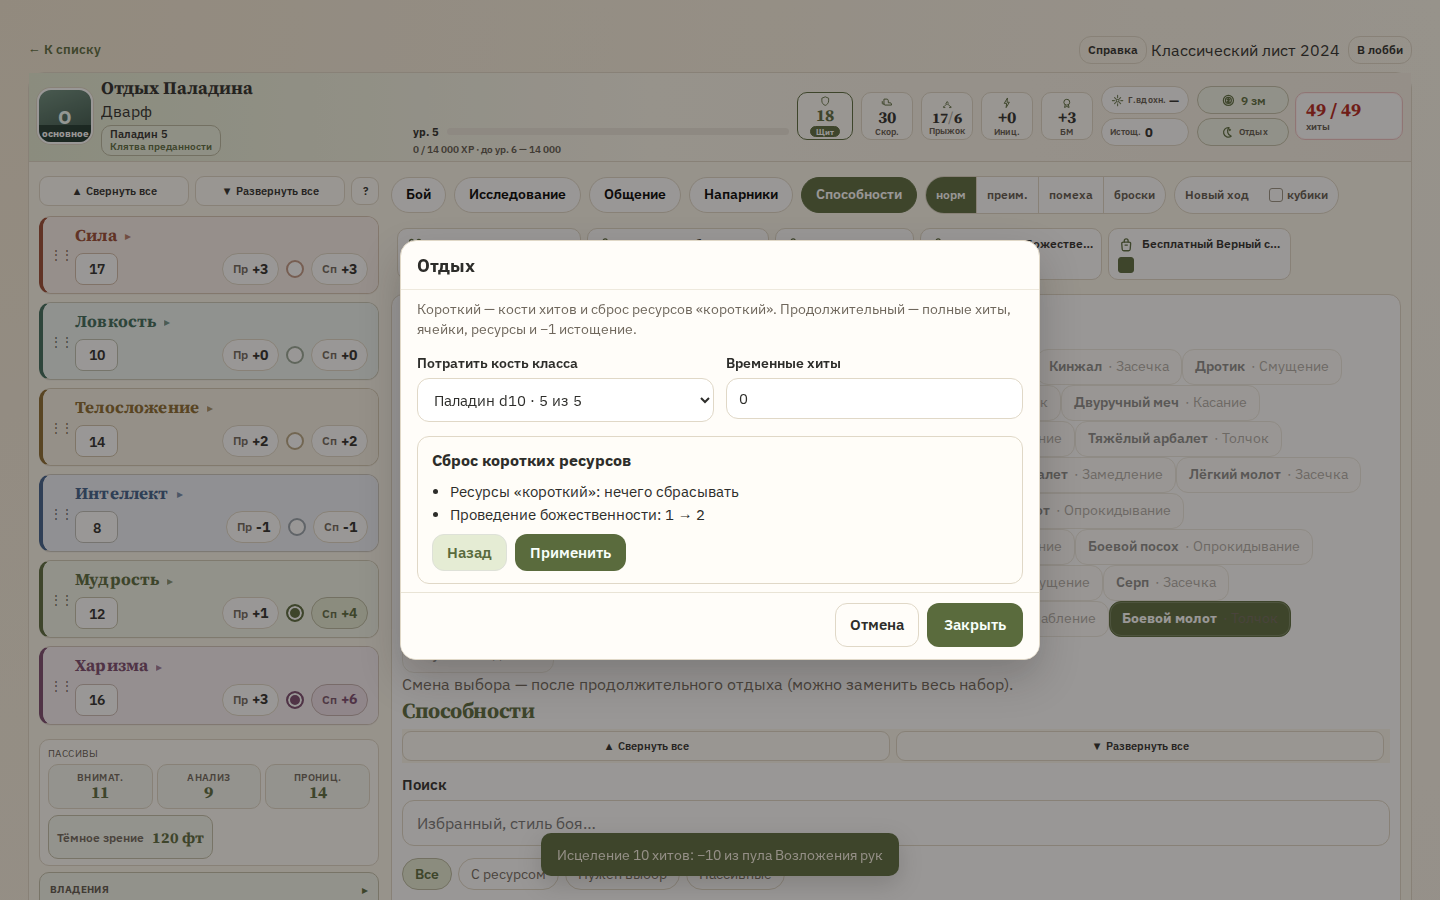 ← К списку
Справка Классический лист 2024 В лобби
О
основное
Отдых Паладина
Дварф
Паладин 5
Клятва преданности
ур. 5
0 / 14 000 XP · до ур. 6 — 14 000
18
Щит
30
Скор.
17/6
Прыжок
+0
Иниц.
+3
БМ
Г.вдохн. —
Истощ. 0
9 зм
Отдых
49 / 49
хиты
▲ Свернуть все
▼ Развернуть все
?
Бой
Исследование
Общение
Напарники
Способности
норм
преим.
помеха
броски
Новый ход
кубики
Сила ▸
17
Пр +3
Сп +3
Ловкость ▸
10
Пр +0
Сп +0
Телосложение ▸
14
Пр +2
Сп +2
Интеллект ▸
8
Пр -1
Сп -1
Мудрость ▸
12
Пр +1
Сп +4
Харизма ▸
16
Пр +3
Сп +6
ПАССИВЫ
ВНИМАТ.
11
АНАЛИЗ
9
ПРОНИЦ.
14
Тёмное зрение 120 фт
ВЛАДЕНИЯ ▸
Бесплатный Верный с...
Отдых
Короткий — кости хитов и сброс ресурсов «короткий». Продолжительный — полные хиты,
ячейки, ресурсы и −1 истощение.
Потратить кость класса
Паладин d10 · 5 из 5
Временные хиты
0
Сброс коротких ресурсов
• Ресурсы «короткий»: нечего сбрасывать
• Проведение божественности: 1 → 2
Назад
Применить
Отмена
Закрыть
Кинжал · Засечка
Дротик · Смущение
Двуручный меч · Касание
Тяжёлый арбалет · Толчок
· Замедление
Лёгкий молот · Засечка
· Опрокидывание
Боевой посох · Опрокидывание
Серп · Засечка
Боевой молот
Смена выбора — после продолжительного отдыха (можно заменить весь набор).
Способности
▲ Свернуть все
▼ Развернуть все
Поиск
Избранный, стиль боя...
Исцеление 10 хитов: −10 из пула Возложения рук
Все
С ресурсом